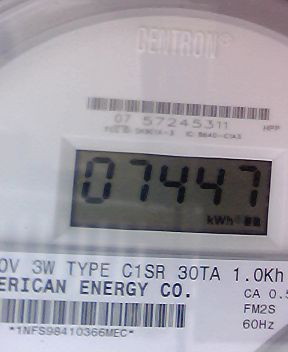 CENTRON®
07 57245311
07447
kWh
0V 3W TYPE C1SR 30TA 1.0Kh
ERICAN ENERGY CO.
CA 0.5
FM2S
60Hz
*1NFS98410366MEC*